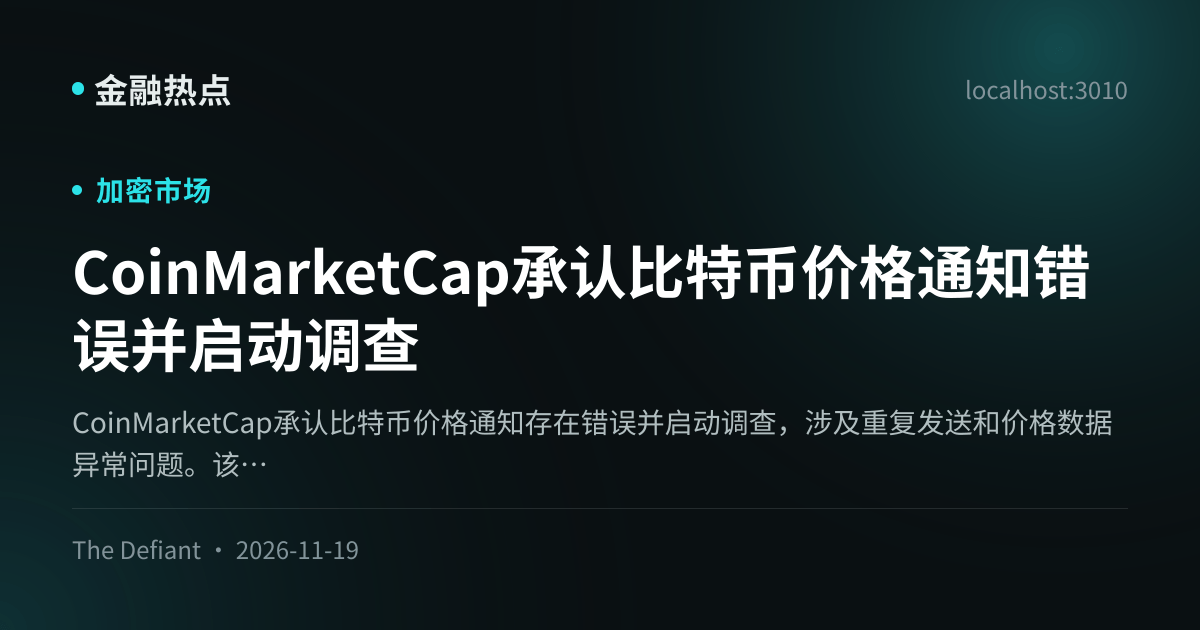 金融热点
localhost:3010
加密市场
CoinMarketCap承认比特币价格通知错
误并启动调查
CoinMarketCap承认比特币价格通知存在错误并启动调查，涉及重复发送和价格数据
异常问题。该…
The Defiant • 2026-11-19